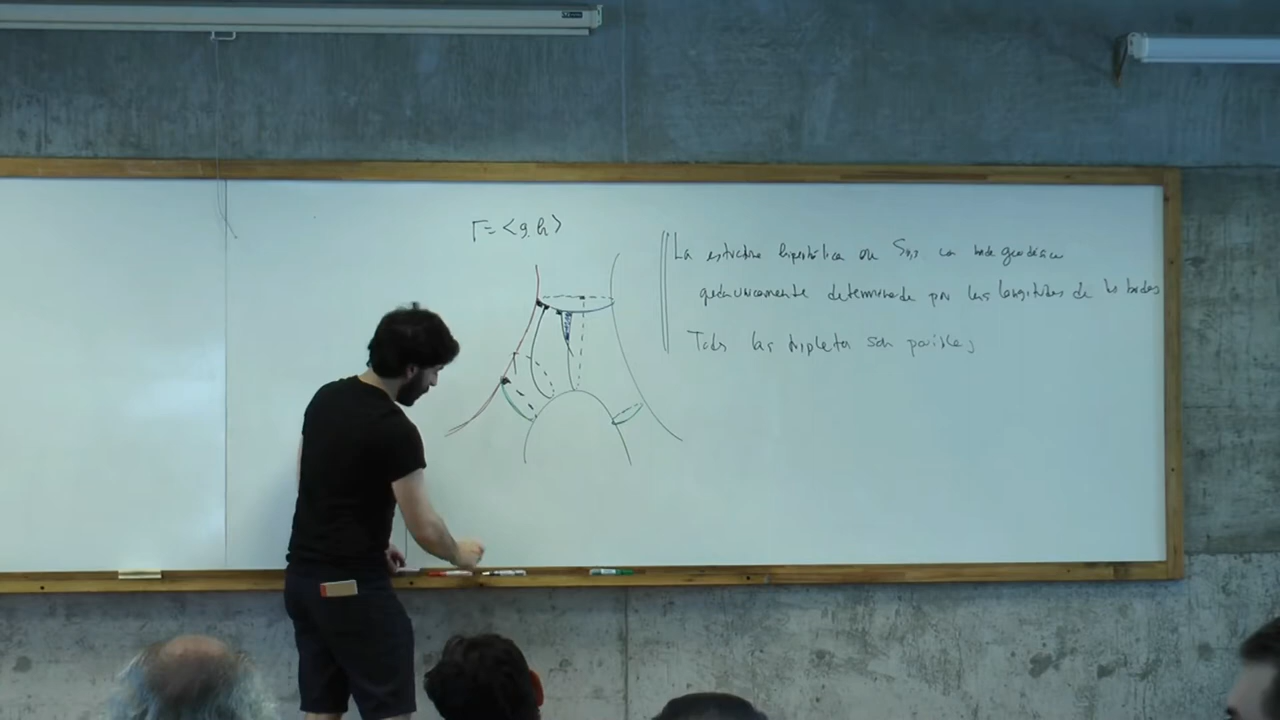 Γ = <g,h>
La estructura hiperbólica en S₀,₃ con borde geodésico
queda unicamente determinada por las longitudes de los bordes
Todas las tripletas son posibles